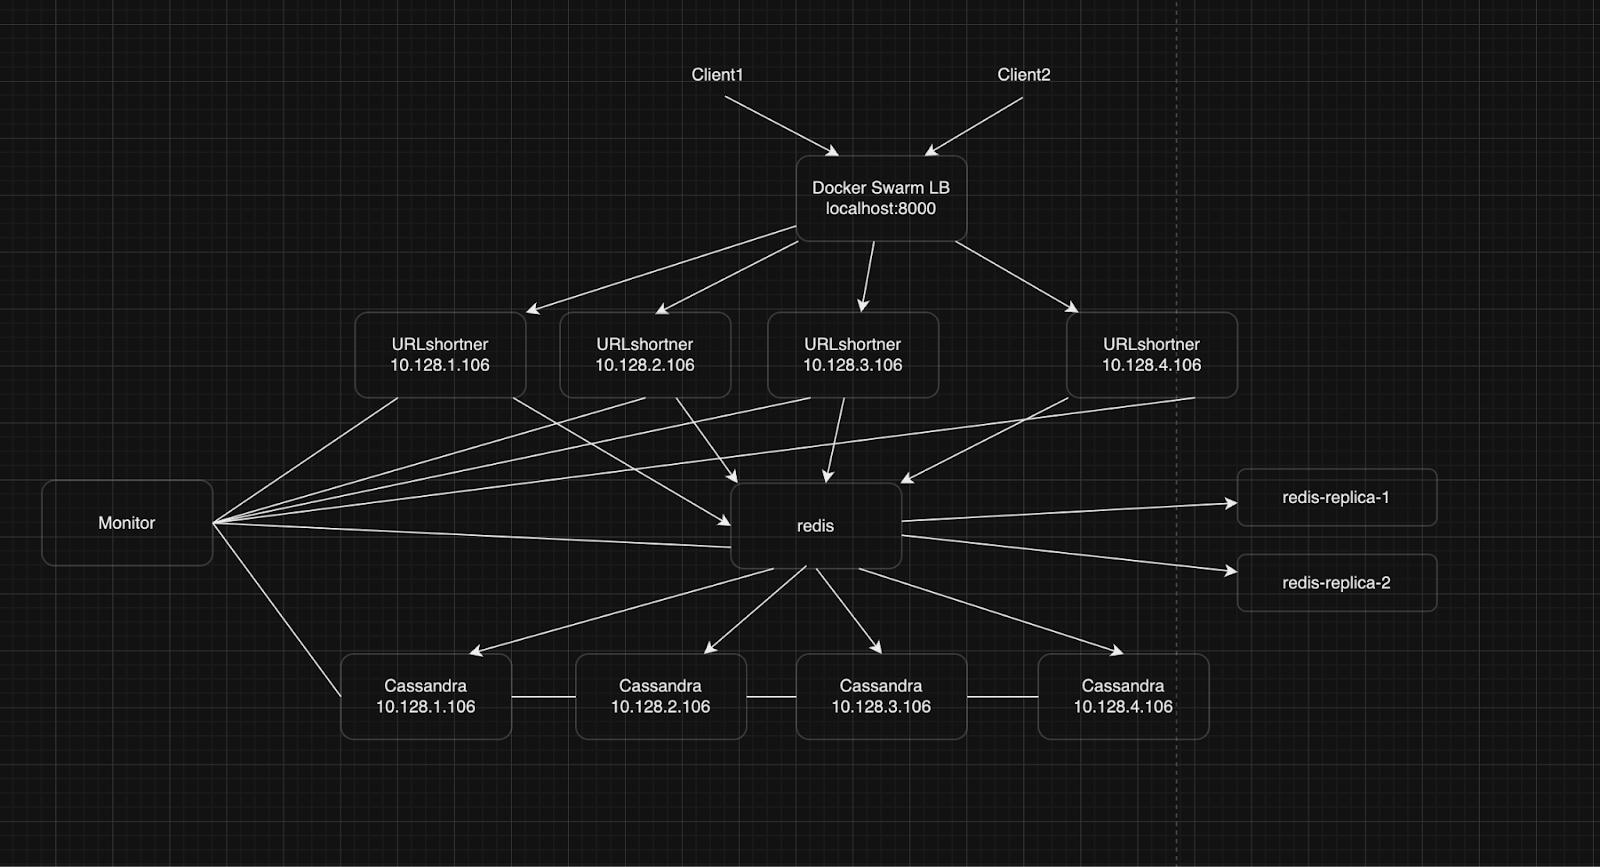 Client1
Client2
Docker Swarm LB
localhost:8000
URLshortner
10.128.1.106
URLshortner
10.128.2.106
URLshortner
10.128.3.106
URLshortner
10.128.4.106
Monitor
redis
redis-replica-1
redis-replica-2
Cassandra
10.128.1.106
Cassandra
10.128.2.106
Cassandra
10.128.3.106
Cassandra
10.128.4.106